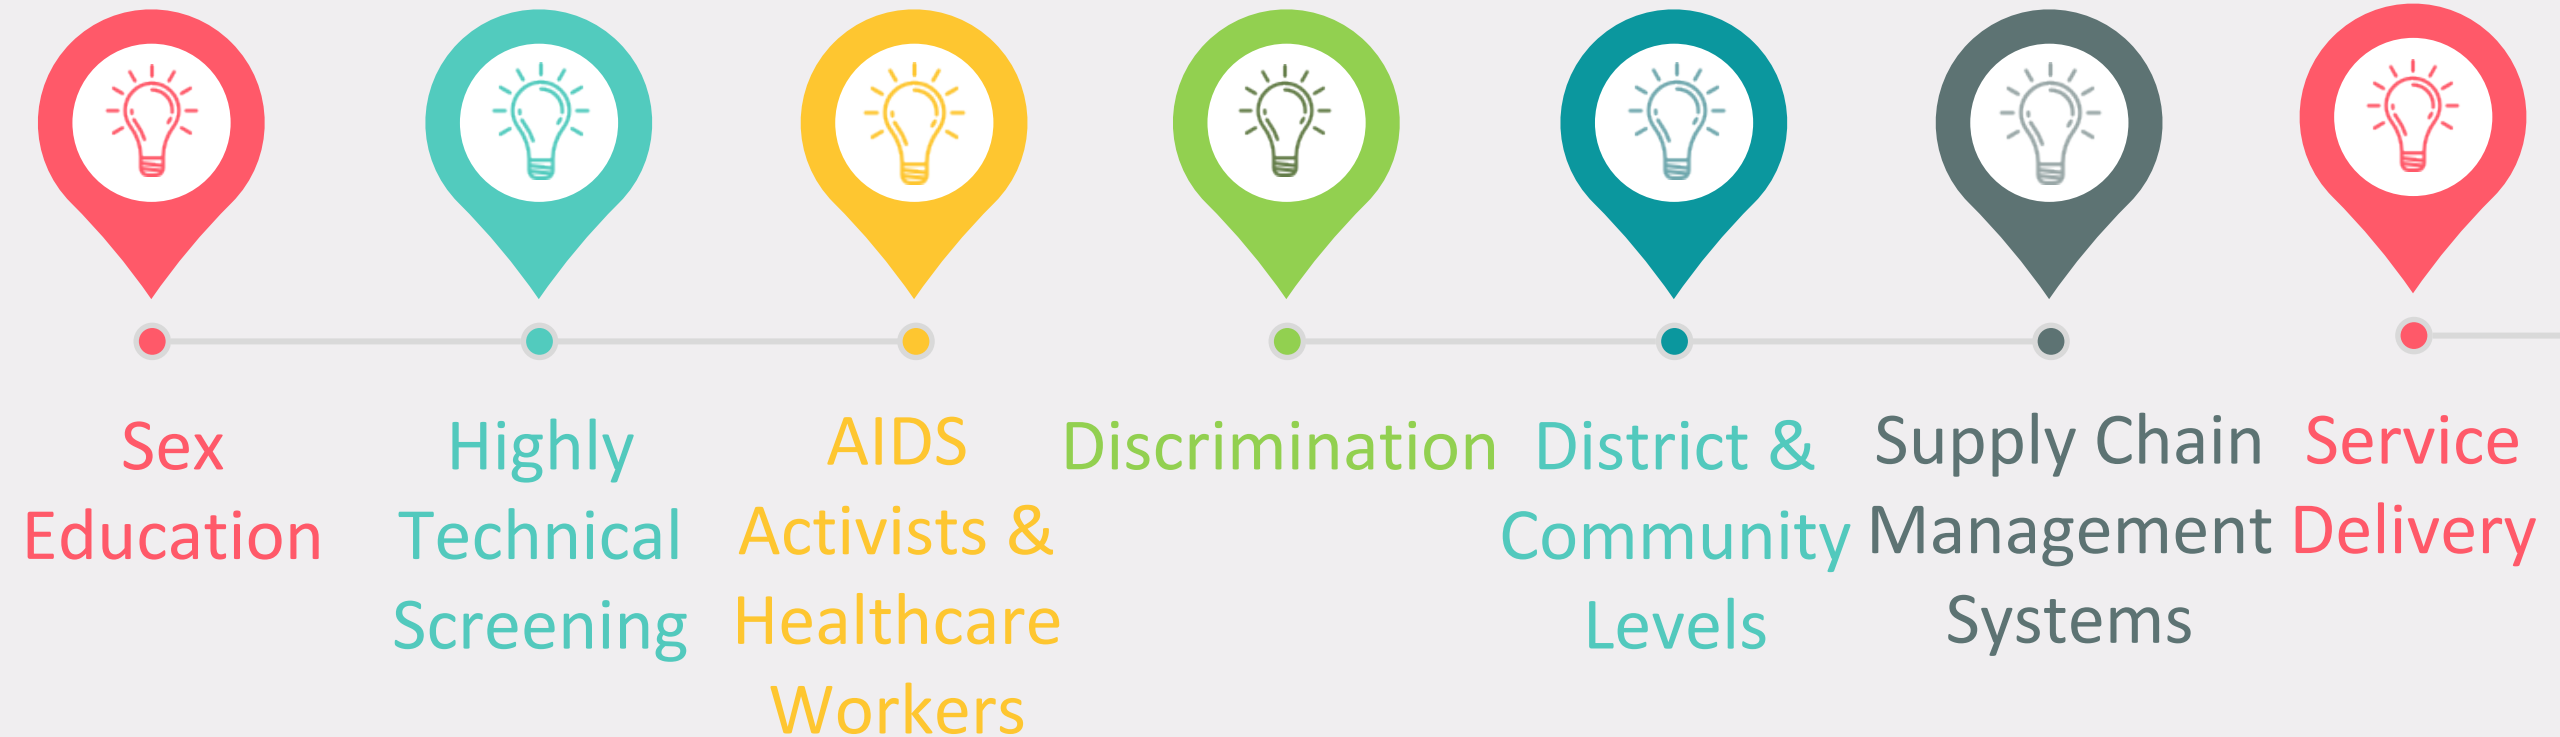 Sex
Education
Highly
Technical
Screening
AIDS
Activists &
Healthcare
Workers
Discrimination
District &
Community
Levels
Supply Chain
Management
Systems
Service
Delivery